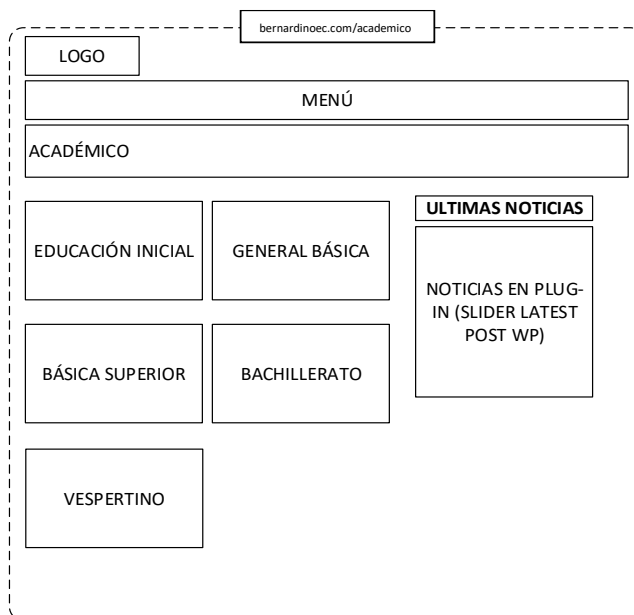 bernardinoec.com/academico
LOGO
MENÚ
ACADÉMICO
EDUCACIÓN INICIAL
GENERAL BÁSICA
ULTIMAS NOTICIAS
NOTICIAS EN PLUG-
IN (SLIDER LATEST
POST WP)
BÁSICA SUPERIOR
BACHILLERATO
VESPERTINO